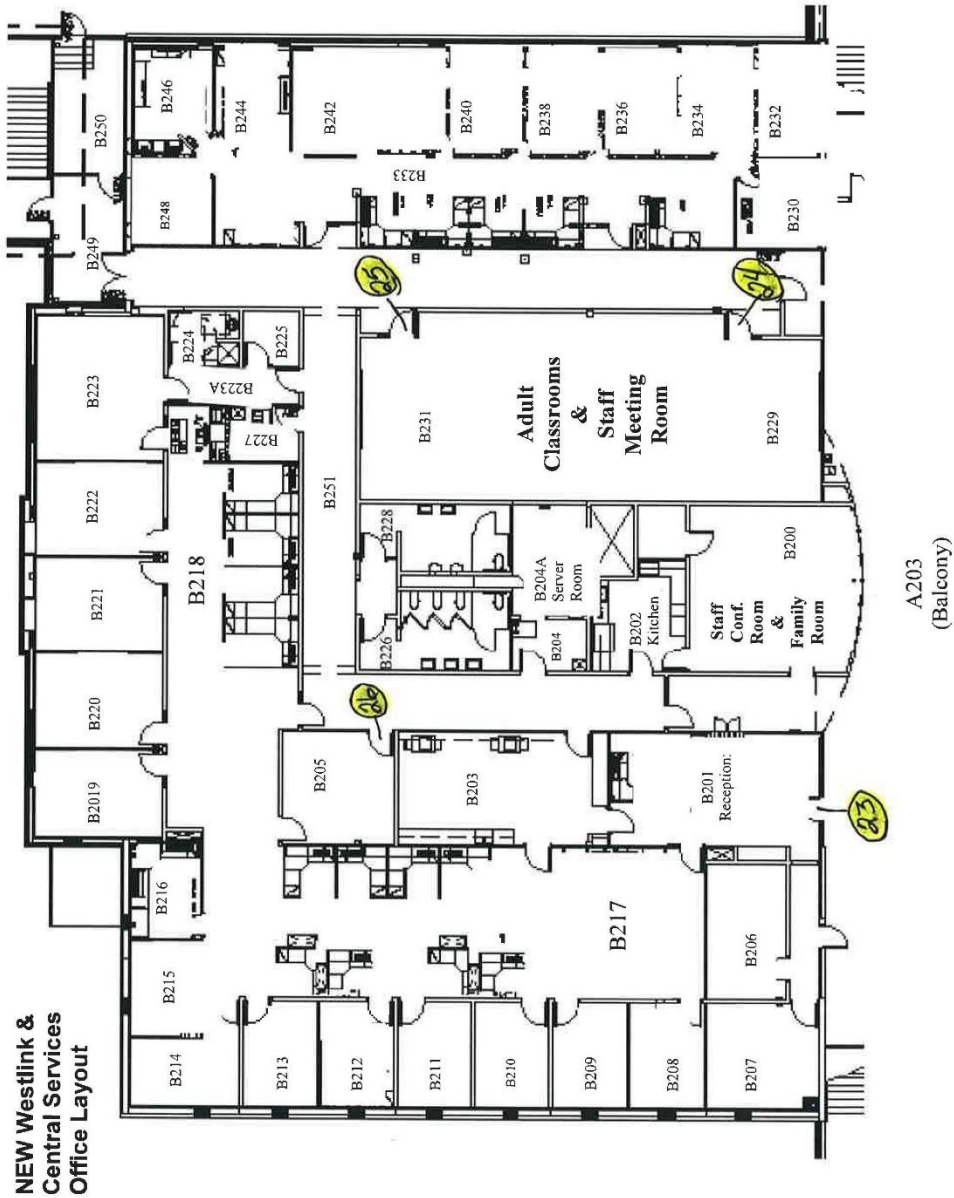 NEW Westlink &
Central Services
Office Layout
B250
B246
B244
B242
B240
B238
B236
B234
B232
B233
B248
B230
B249
25
24
B223
B224
B225
B223A
B227
B231
Adult
Classrooms
&
Staff
Meeting
Room
B229
B251
B222
B221
B220
B2019
B218
B228
B226
B204A
Server
Room
B204
B202
Kitchen
B200
Staff
Conf.
Room
&
Family
Room
A203
(Balcony)
26
B205
B203
B201
Reception:
23
B216
B215
B217
B206
B214
B213
B212
B211
B210
B209
B208
B207